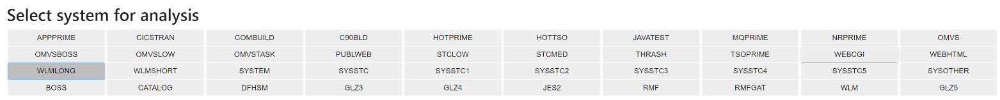 Select system for analysis
APPPRIME CICSTRAN COMBUILD C90BLD HOTPRIME HOTTSO JAVATEST MQPRIME NRPRIME OMVS
OMVSBOSS OMVSLOW OMVSTASK PUBLWEB STCLOW STCMED THRASH TSOPRIME WEBCGI WEBHTML
WLMLONG WLMSHORT SYSTEM SYSSTC SYSSTC1 SYSSTC2 SYSSTC3 SYSSTC4 SYSSTC5 SYSOTHER
BOSS CATALOG DFHSM GLZ3 GLZ4 JES2 RMF RMFGAT WLM GLZ5